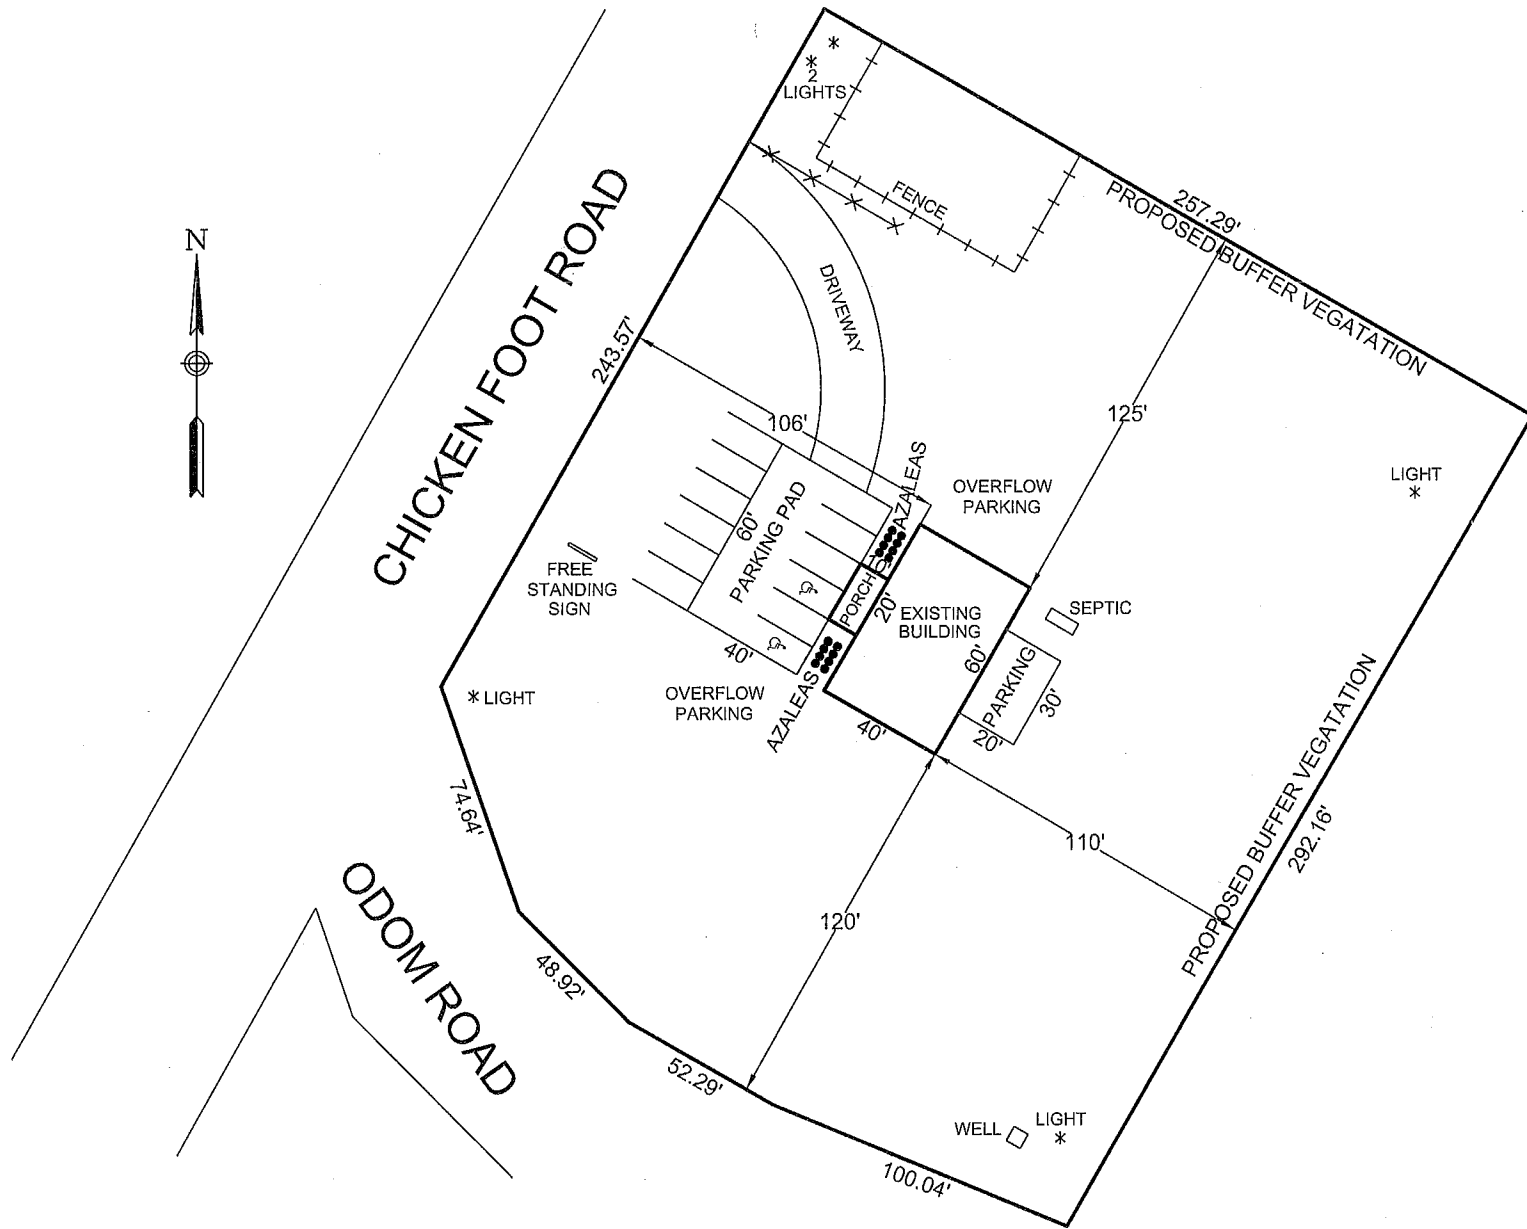 N
2
LIGHTS
FENCE
257.29'
PROPOSED BUFFER VEGATATION
CHICKEN FOOT ROAD
243.57'
DRIVEWAY
106'
125'
AZALEAS
OVERFLOW
PARKING
LIGHT
60'
PARKING PAD
FREE
STANDING
SIGN
PORCH
20'
EXISTING
BUILDING
60'
SEPTIC
PARKING
30'
20'
40'
40'
AZALEAS
OVERFLOW
PARKING
LIGHT
74.64'
110'
PROPOSED BUFFER VEGATATION
292.16'
120'
ODOM ROAD
48.92'
52.29'
WELL
LIGHT
100.04'